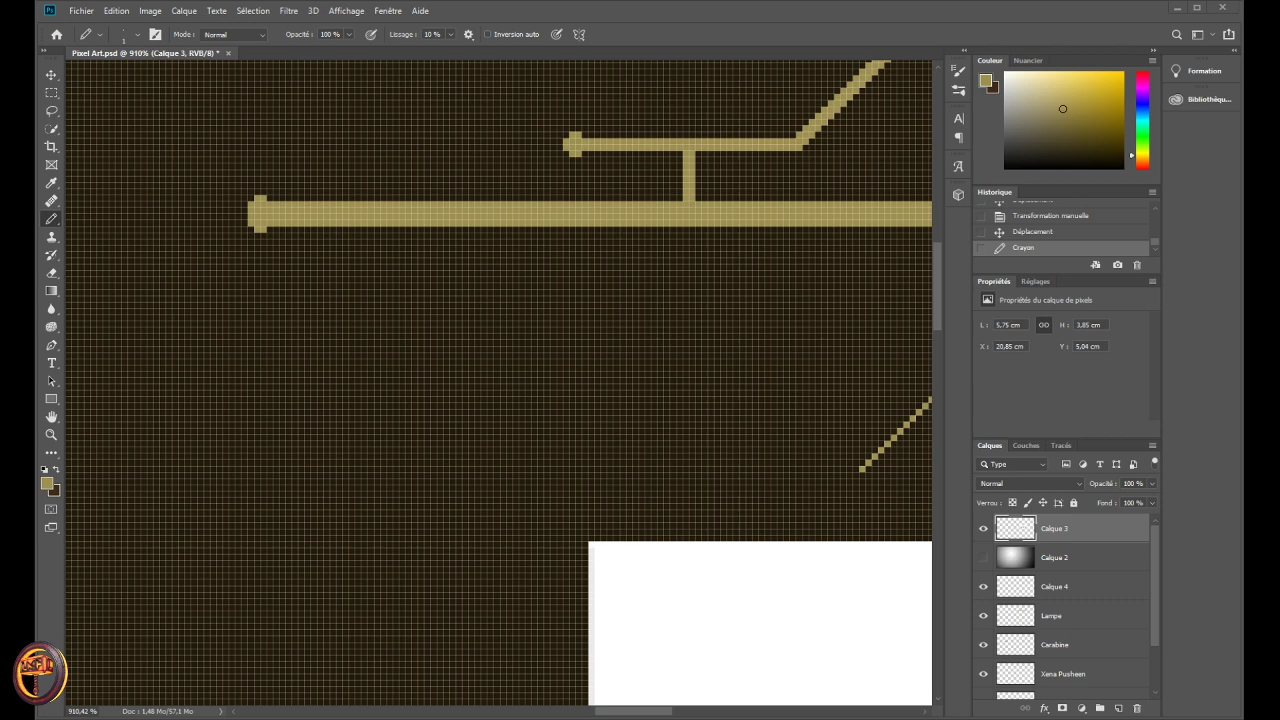 Ps Fichier Edition Image Calque Texte Sélection Filtre 3D Affichage Fenêtre Aide
1 Mode : Normal Opacité : 100 % Lissage : 10 % Inversion auto
Pixel Art.psd @ 910% (Calque 3, RVB/8) *
Couleur Nuancier
Formation
Bibliothèqu...
Historique
Transformation manuelle
Déplacement
Crayon
Propriétés Réglages
Propriétés du calque de pixels
L : 5,75 cm H : 3,85 cm
X : 20,85 cm Y : 5,04 cm
Calques Couches Tracés
Type
Normal Opacité : 100 %
Verrou : Fond : 100 %
Calque 3
Calque 2
Calque 4
Lampe
Carabine
Xena Pusheen
910,42 % Doc : 1,48 Mo/57,1 Mo